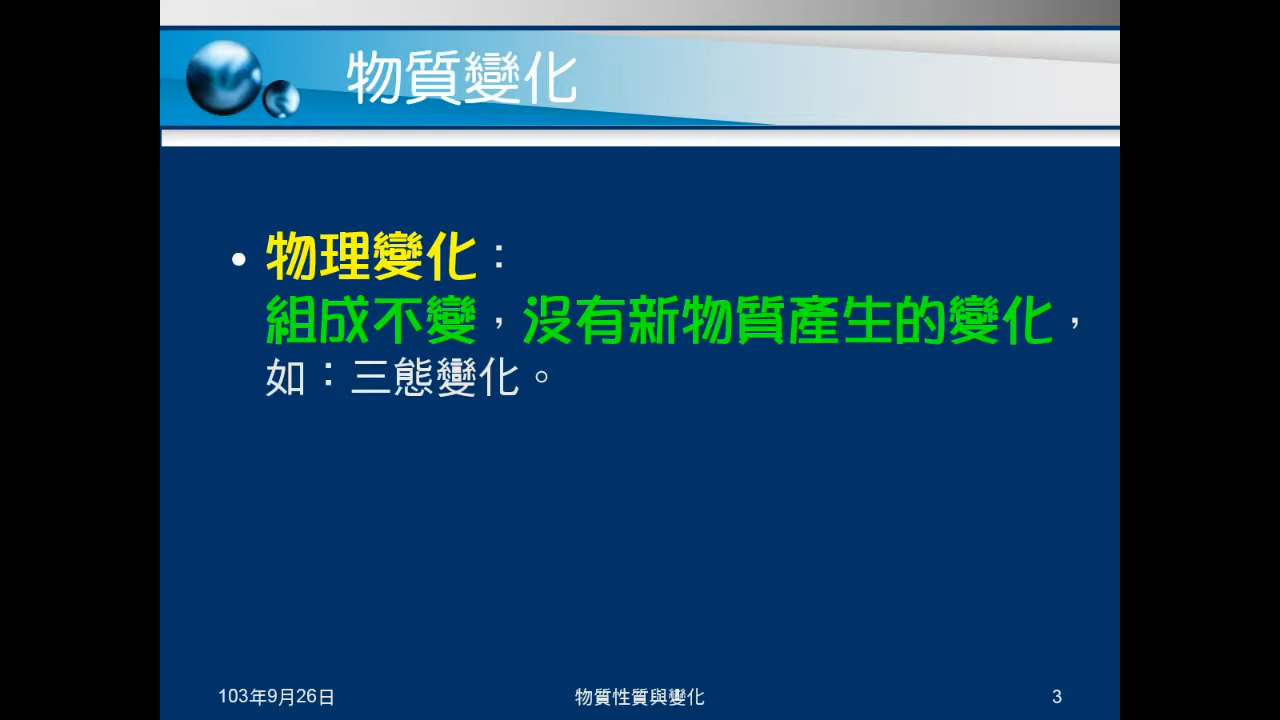 物質變化
• 物理變化：
組成不變，沒有新物質產生的變化，
如：三態變化。
103年9月26日
物質性質與變化
3